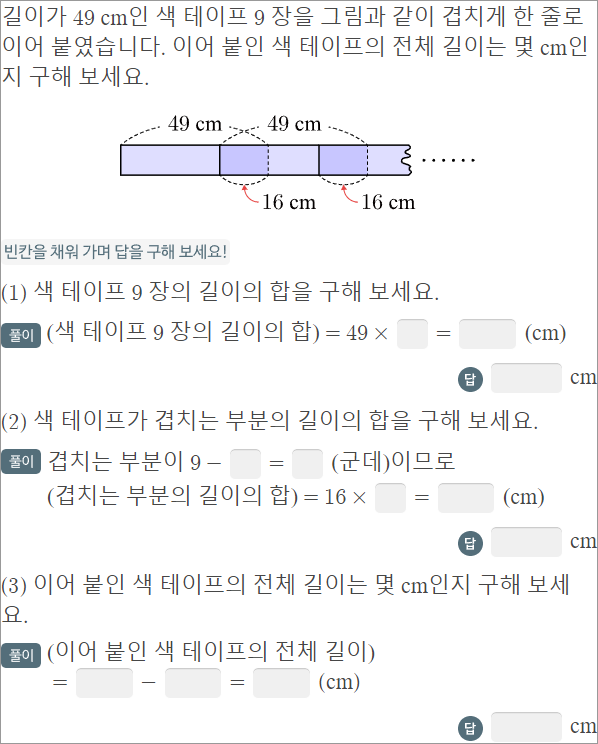 길이가 49 cm인 색 테이프 9 장을 그림과 같이 겹치게 한 줄로
이어 붙였습니다. 이어 붙인 색 테이프의 전체 길이는 몇 cm인
지 구해 보세요.
49 cm 49 cm
······
16 cm 16 cm
빈칸을 채워 가며 답을 구해 보세요!
(1) 색 테이프 9 장의 길이의 합을 구해 보세요.
풀이 (색 테이프 9 장의 길이의 합) = 49 × = (cm)
답 cm
(2) 색 테이프가 겹치는 부분의 길이의 합을 구해 보세요.
풀이 겹치는 부분이 9 − = (군데)이므로
(겹치는 부분의 길이의 합) = 16 × = (cm)
답 cm
(3) 이어 붙인 색 테이프의 전체 길이는 몇 cm인지 구해 보세
요.
풀이 (이어 붙인 색 테이프의 전체 길이)
= − = (cm)
답 cm